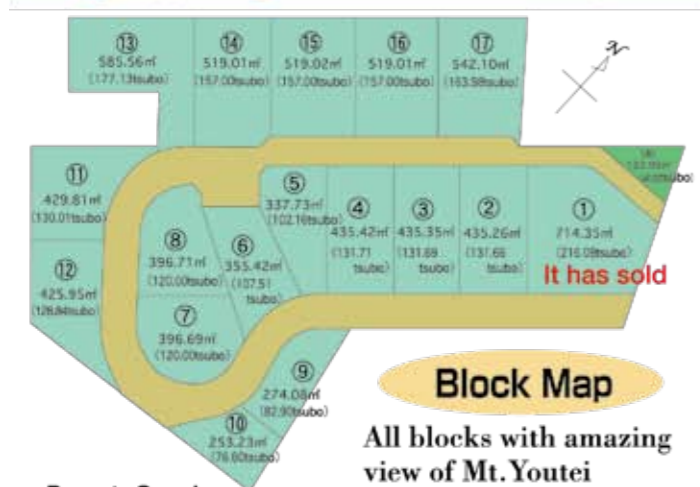 ⑬
585.56㎡
(177.13tsubo)
⑭
519.01㎡
(157.00tsubo)
⑮
519.02㎡
(157.00tsubo)
⑯
519.01㎡
(157.00tsubo)
⑰
542.10㎡
(163.98tsubo)
N
⑪
429.81㎡
(130.01tsubo)
⑫
425.95㎡
(128.84tsubo)
⑧
396.71㎡
(120.00tsubo)
⑦
396.69㎡
(120.00tsubo)
⑥
355.42㎡
(107.51
tsubo)
⑤
337.73㎡
(102.16tsubo)
④
435.42㎡
(131.71
tsubo)
③
435.35㎡
(131.69
tsubo)
②
435.26㎡
(131.66
tsubo)
①
714.35㎡
(216.09tsubo)
It has sold
⑨
274.08㎡
(82.90tsubo)
⑩
253.23㎡
(76.60tsubo)
Block Map
All blocks with amazing
view of Mt. Youtei